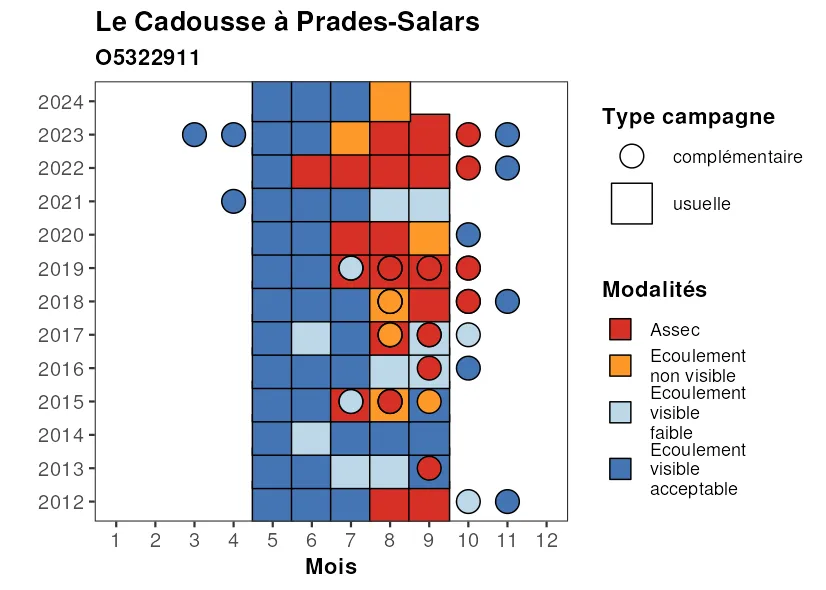 Le Cadousse à Prades-Salars
O5322911
2024
2023
2022
2021
2020
2019
2018
2017
2016
2015
2014
2013
2012
1 2 3 4 5 6 7 8 9 10 11 12
Mois
Type campagne
complémentaire
usuelle
Modalités
Assec
Ecoulement
non visible
Ecoulement
visible
faible
Ecoulement
visible
acceptable